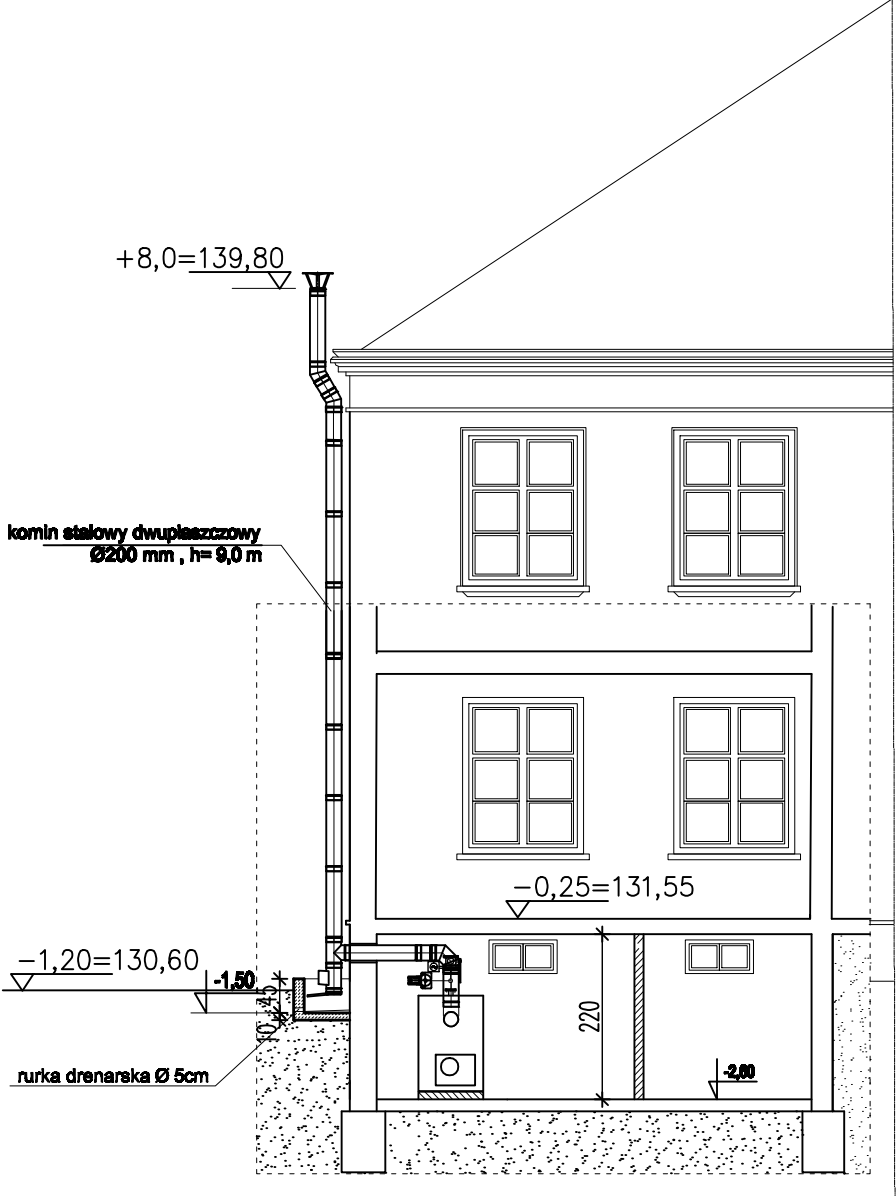 +8,0=139,80
komin stalowy dwupłaszczowy
Ø200 mm , h= 9,0 m
-0,25=131,55
-1,20=130,60
-1,50
45
10
220
-2,60
rurka drenarska Ø 5cm